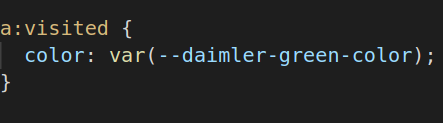 a:visited {
  color: var(--daimler-green-color);
}